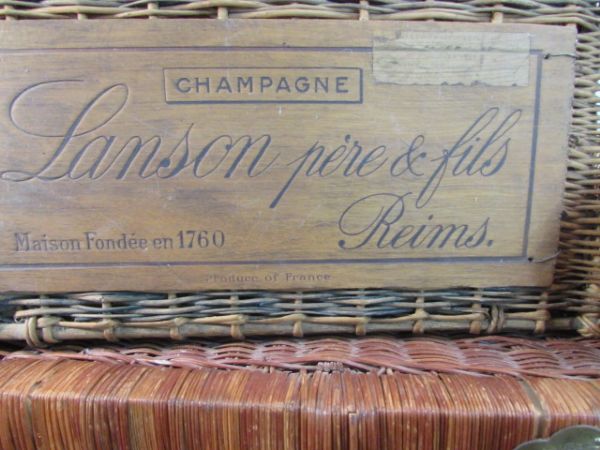 CHAMPAGNE
Lanson père & fils
Maison Fondée en 1760
Reims.
Produce of France